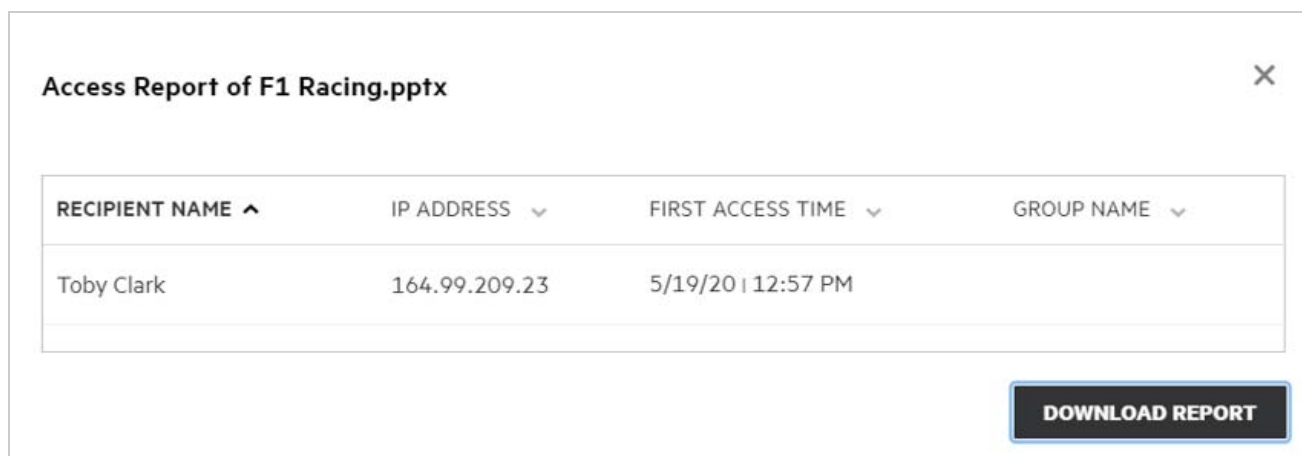 Access Report of F1 Racing.pptx
RECIPIENT NAME IP ADDRESS FIRST ACCESS TIME GROUP NAME
Toby Clark 164.99.209.23 5/19/20 | 12:57 PM
DOWNLOAD REPORT